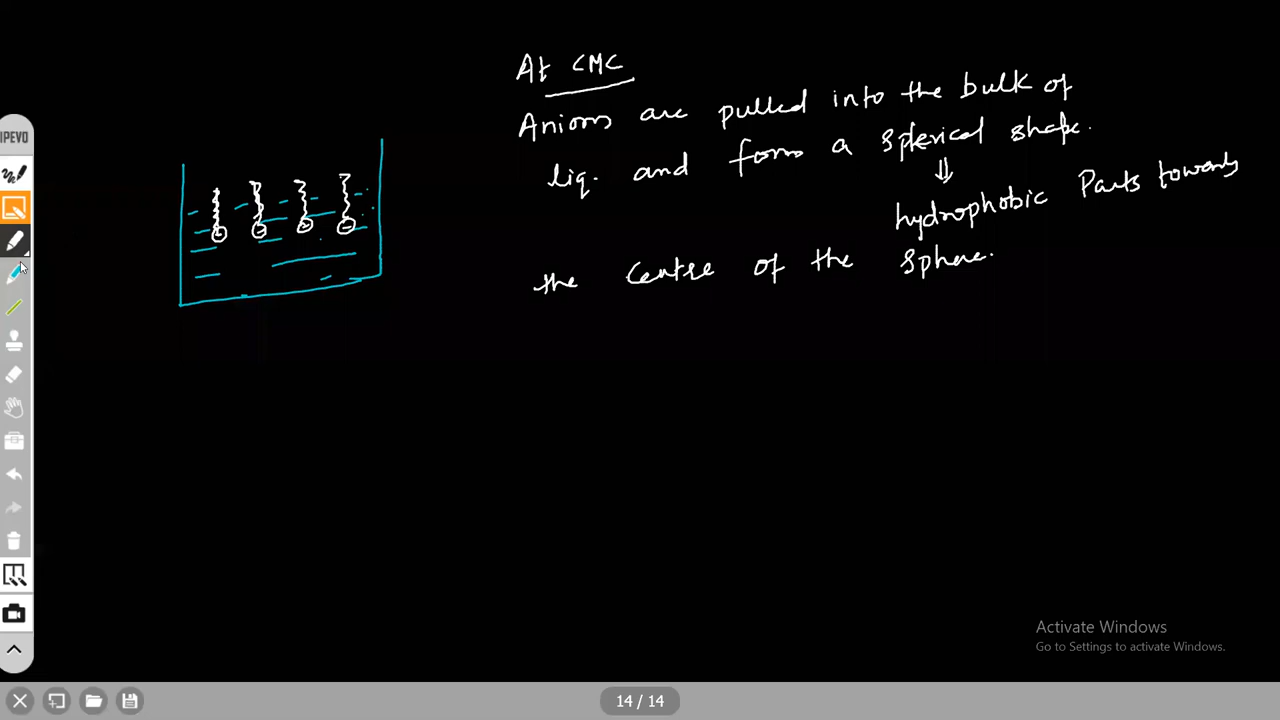 At CMC
Anions are pulled into the bulk of
liq. and form a spherical shape.
⇓
hydrophobic Parts towards
the centre of the sphere.
IPEVO
Activate Windows
Go to Settings to activate Windows.
14 / 14